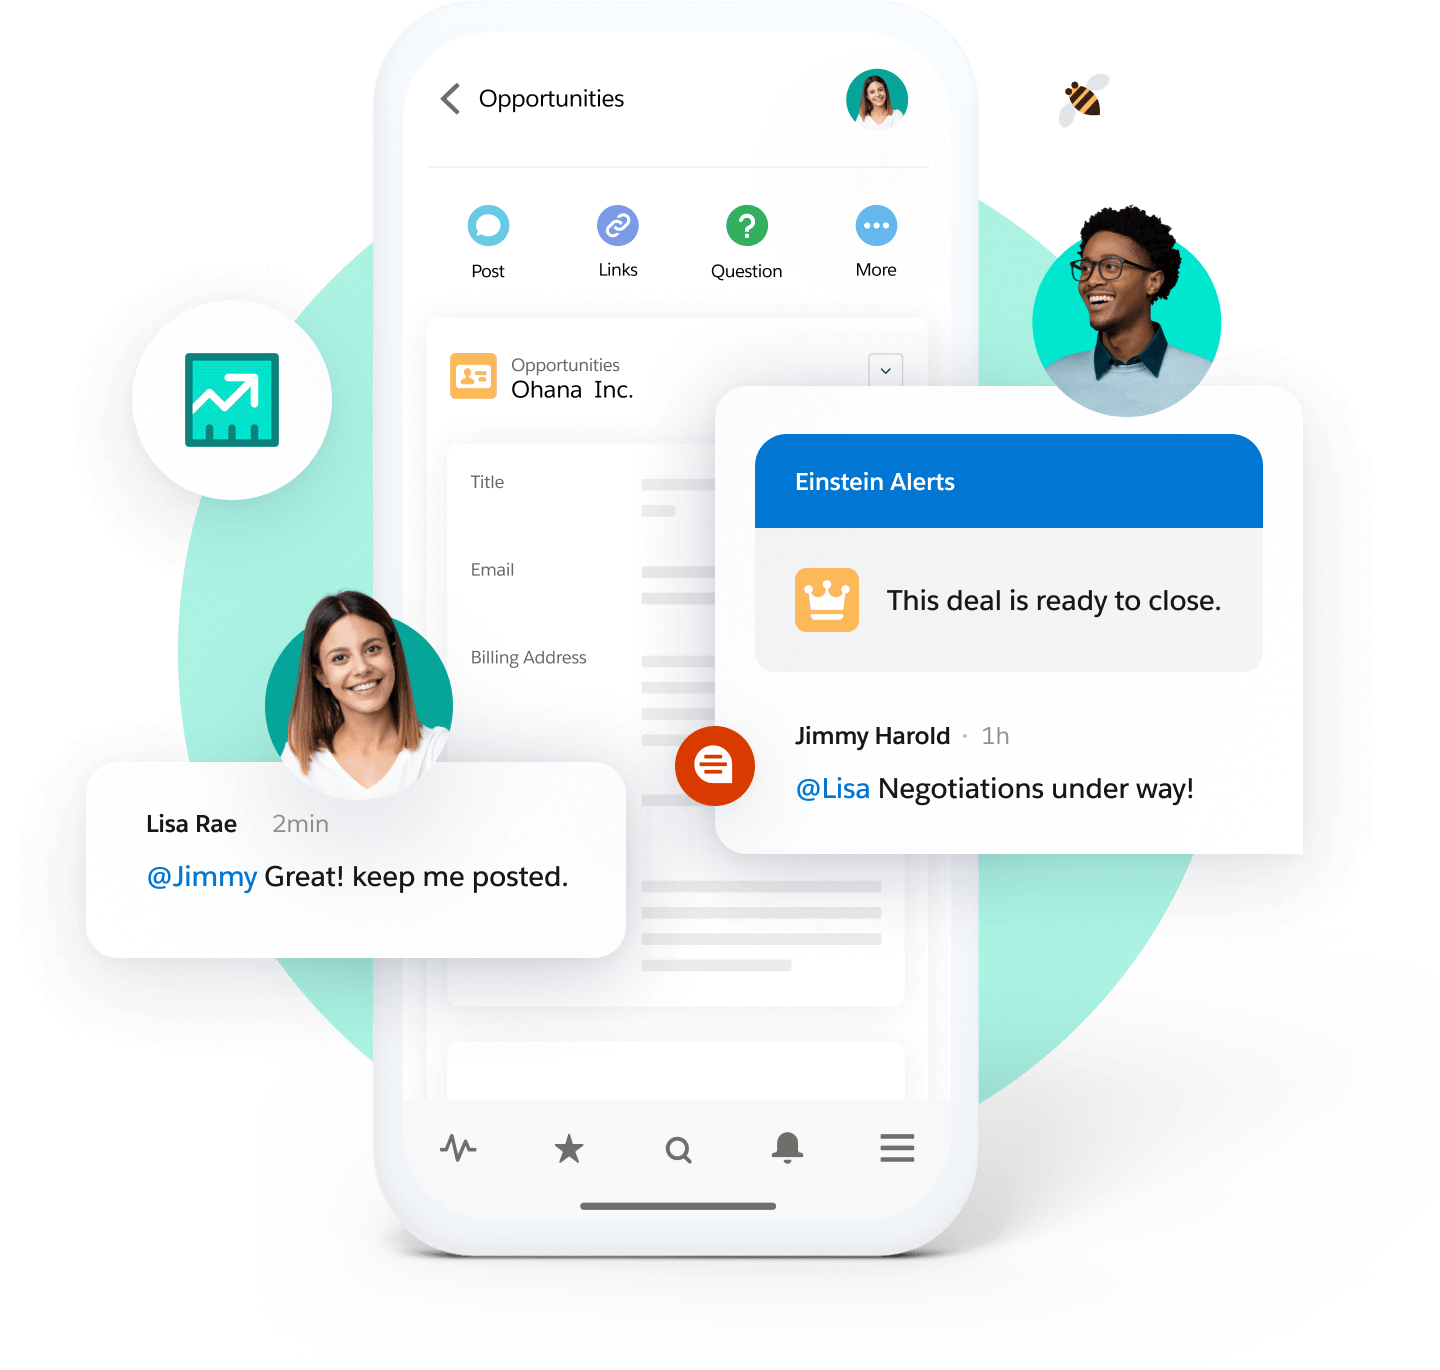 Opportunities
Post
Links
Question
More
Opportunities
Ohana Inc.
Title
Email
Billing Address
Einstein Alerts
This deal is ready to close.
Jimmy Harold · 1h
@Lisa Negotiations under way!
Lisa Rae 2min
@Jimmy Great! keep me posted.